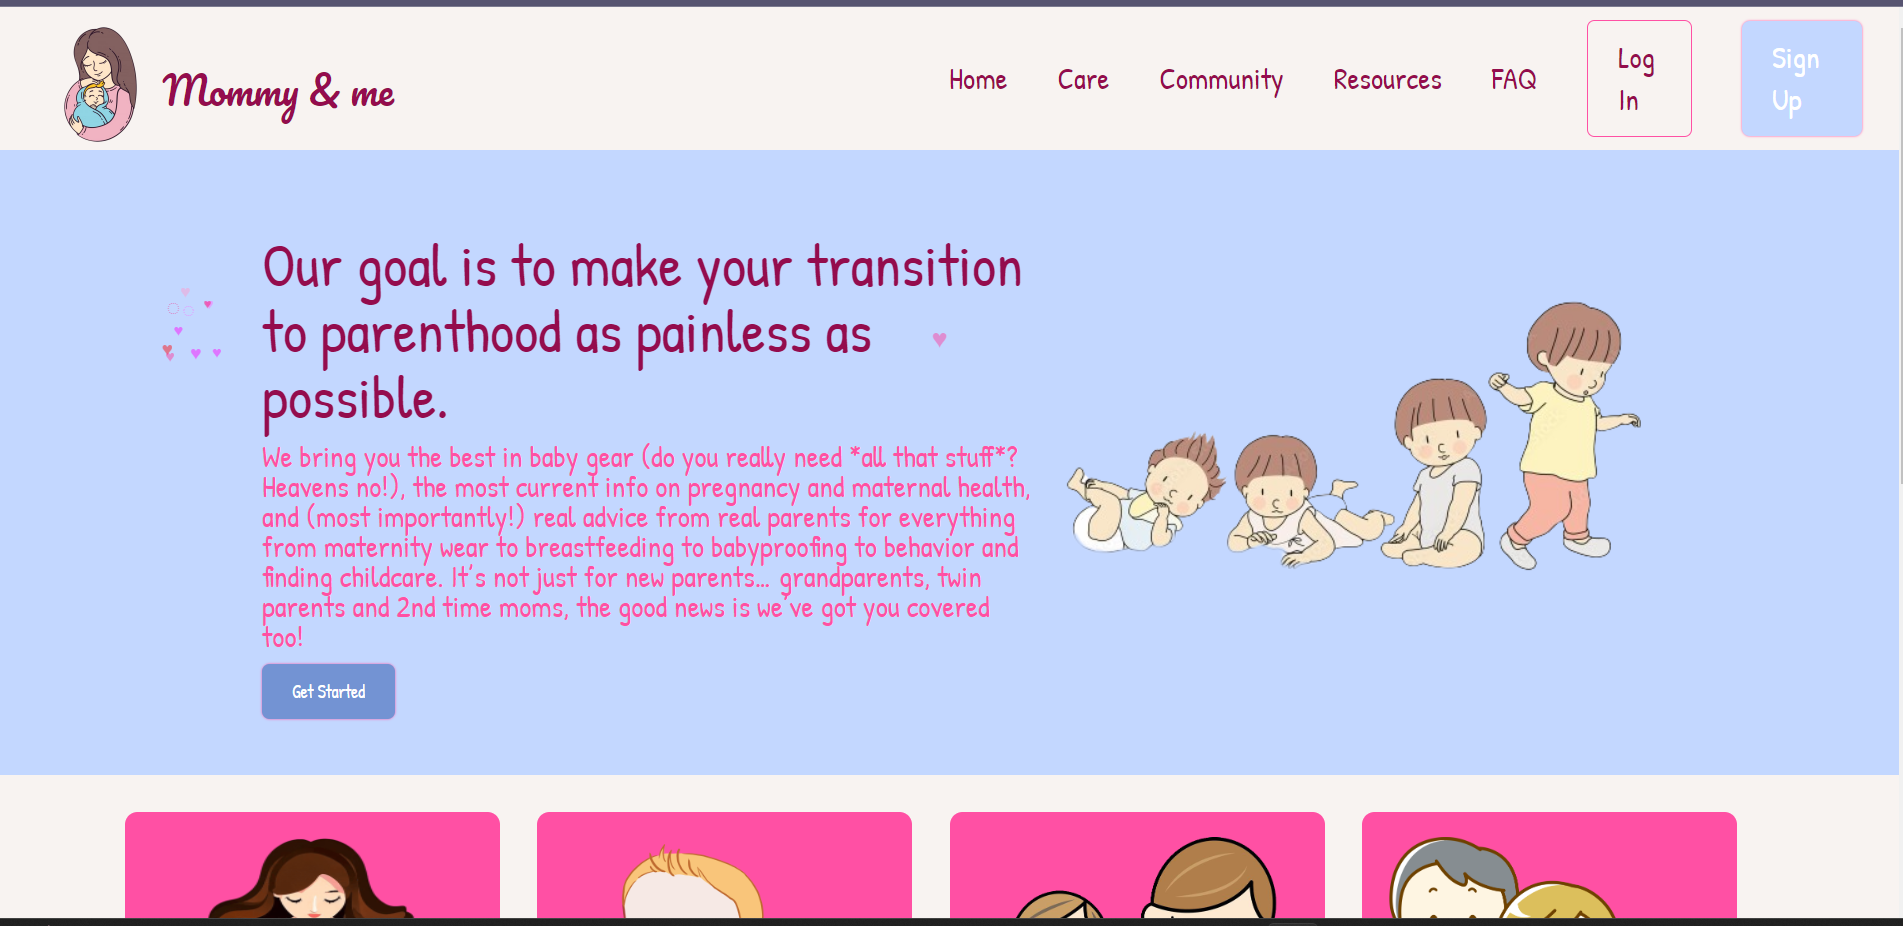 Mommy & me
Home
Care
Community
Resources
FAQ
Log
In
Sign
Up
Our goal is to make your transition
to parenthood as painless as
possible.
We bring you the best in baby gear (do you really need *all that stuff*?
Heavens no!), the most current info on pregnancy and maternal health,
and (most importantly!) real advice from real parents for everything
from maternity wear to breastfeeding to babyproofing to behavior and
finding childcare. It's not just for new parents... grandparents, twin
parents and 2nd time moms, the good news is we've got you covered
too!
Get Started